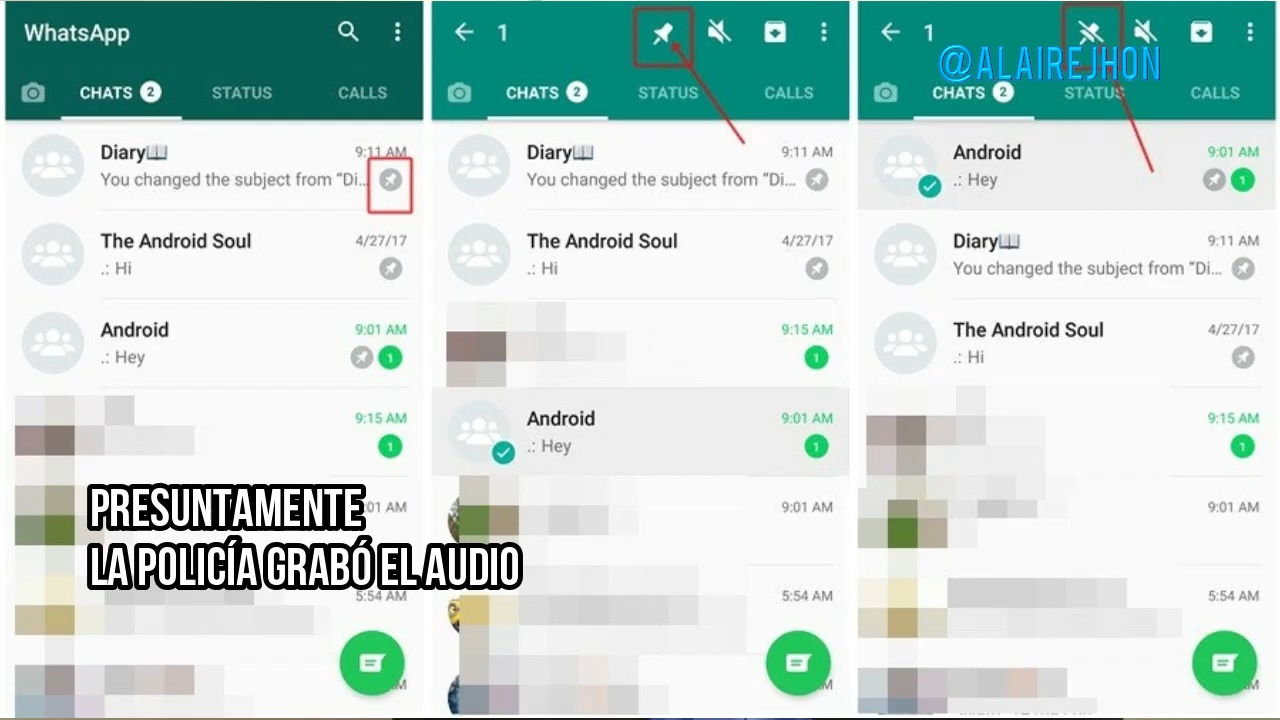 WhatsApp
CHATS 2 STATUS CALLS
Diary📖 9:11 AM
You changed the subject from “Di...
The Android Soul 4/27/17
.: Hi
Android 9:01 AM
.: Hey 1
9:15 AM
1
:01 AM
5:54 AM
M
1
CHATS 2 STATUS CALLS
Diary📖 9:11 AM
You changed the subject from “Di...
The Android Soul 4/27/17
.: Hi
9:15 AM
1
Android 9:01 AM
.: Hey 1
9:01 AM
5:54 AM
M
1
@ALAIREJHON
CHATS 2 STATUS CALLS
Android 9:01 AM
.: Hey 1
Diary📖 9:11 AM
You changed the subject from “Di...
The Android Soul 4/27/17
.: Hi
9:15 AM
1
9:01 AM
5:54 AM
M
PRESUNTAMENTE
LA POLICÍA GRABÓ EL AUDIO